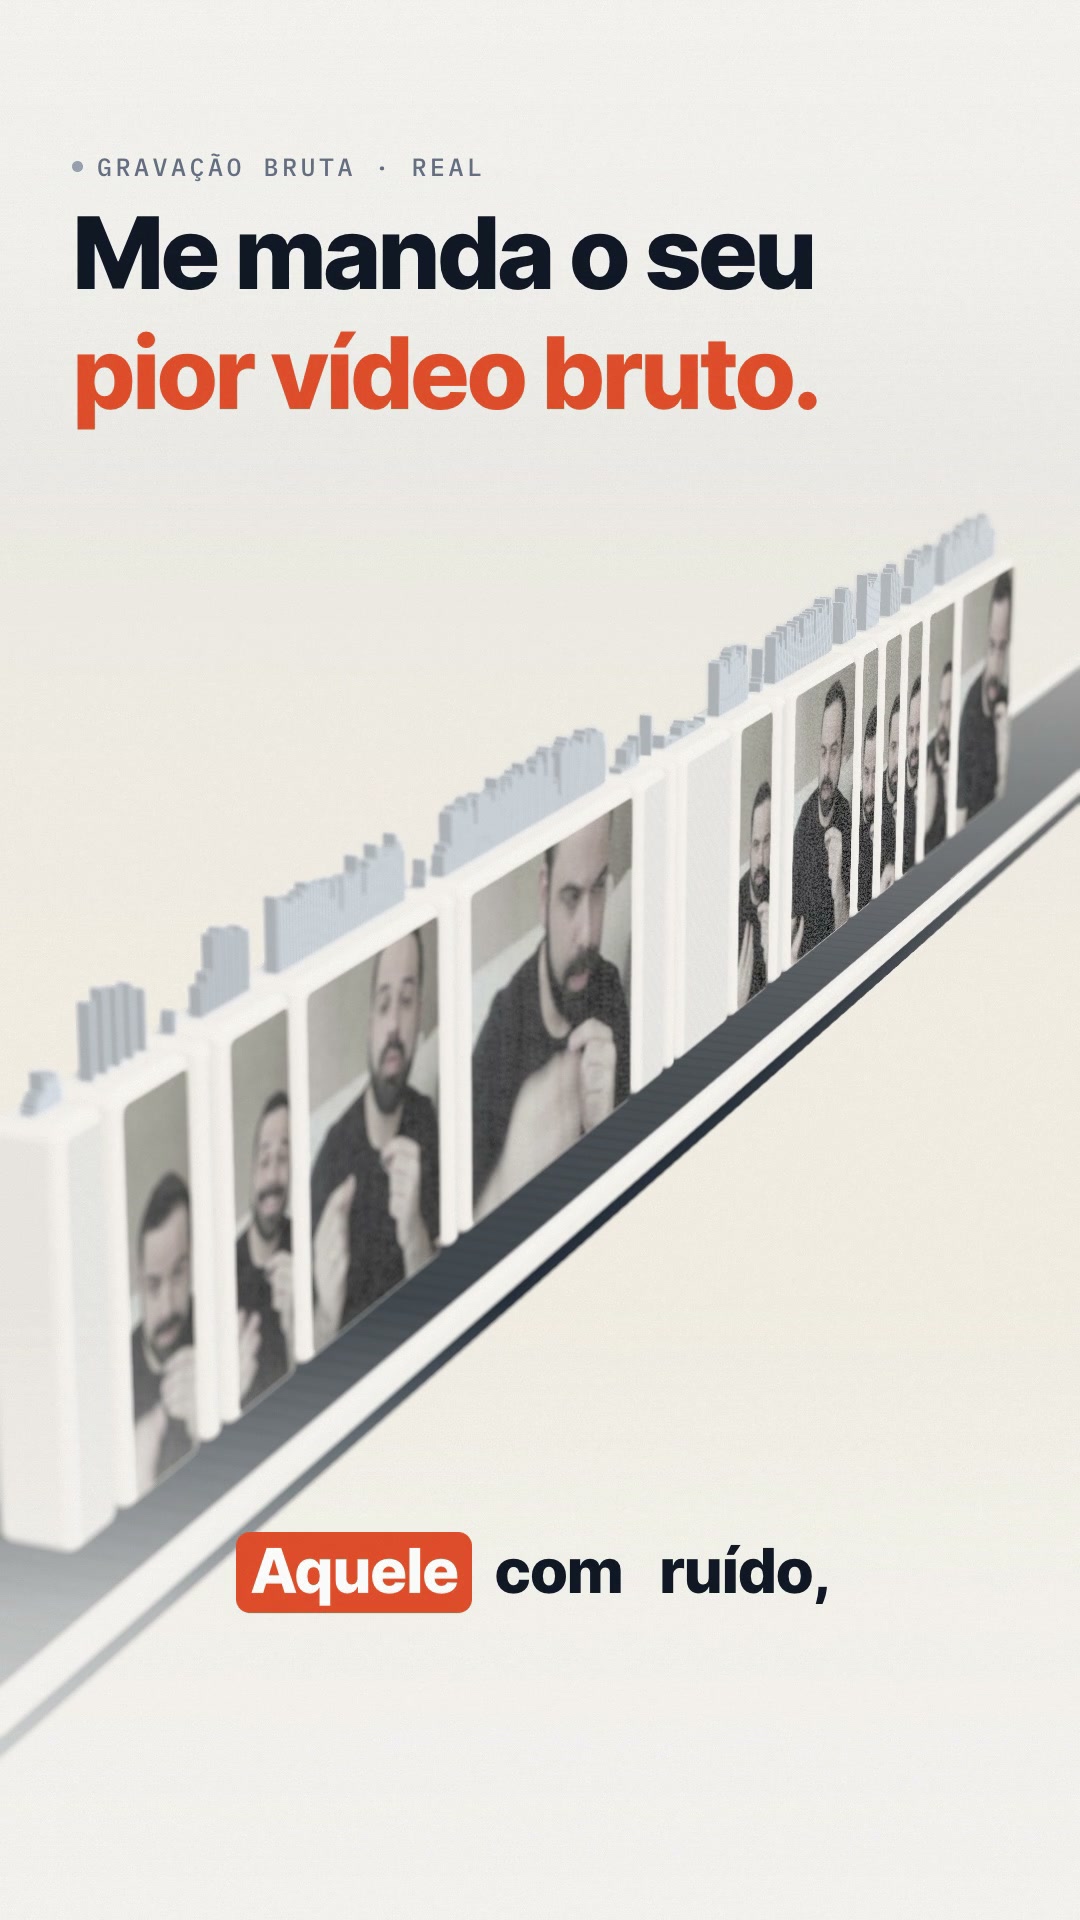 • GRAVAÇÃO BRUTA · REAL
Me manda o seu
pior vídeo bruto.
Aquele com ruído,